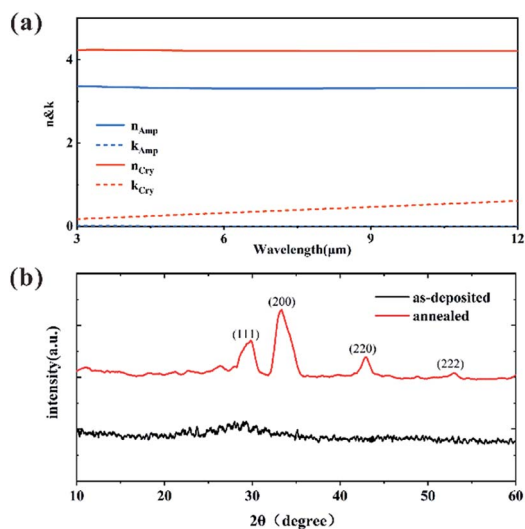 (a)
n&k
4
2
0
n_Amp
k_Amp
n_Cry
k_Cry
3
6
9
12
Wavelength(μm)
(b)
intensity(a.u.)
(111)
(200)
(220)
(222)
as-deposited
annealed
10
20
30
40
50
60
2θ（degree）